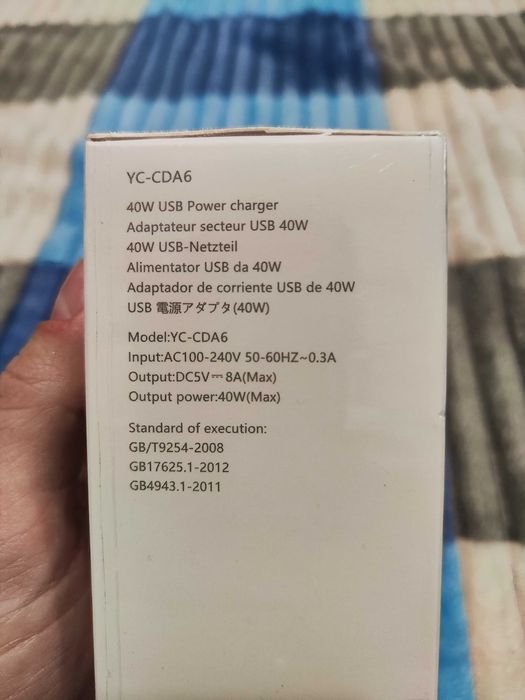 YC-CDA6
40W USB Power charger
Adaptateur secteur USB 40W
40W USB-Netzteil
Alimentator USB da 40W
Adaptador de corriente USB de 40W
USB 電源アダプタ(40W)
Model:YC-CDA6
Input:AC100-240V 50-60HZ~0.3A
Output:DC5V⎓8A(Max)
Output power:40W(Max)
Standard of execution:
GB/T9254-2008
GB17625.1-2012
GB4943.1-2011